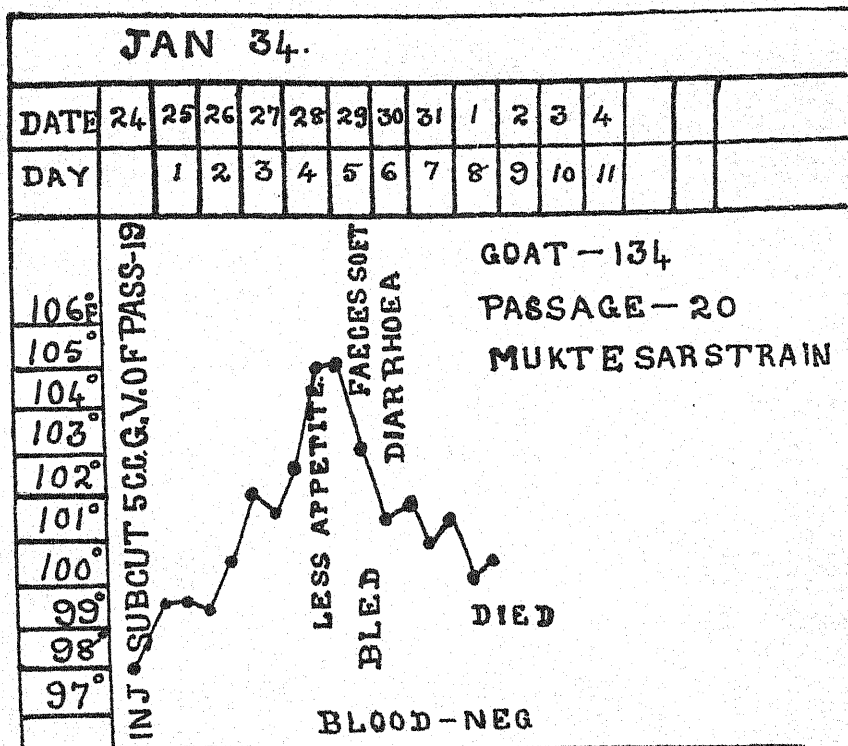 JAN 34.
DATE 24 25 26 27 28 29 30 31 1 2 3 4
DAY 1 2 3 4 5 6 7 8 9 10 11
INJ SUBCUT 5 CC. G.V. OF PASS-19
LESS APPETITE.
FAECES SOFT
DIARRHOEA
BLED
GOAT-134
PASSAGE-20
MUKTESAR STRAIN
106°F
105°
104°
103°
102°
101°
100°
99°
98°
97°
DIED
BLOOD-NEG